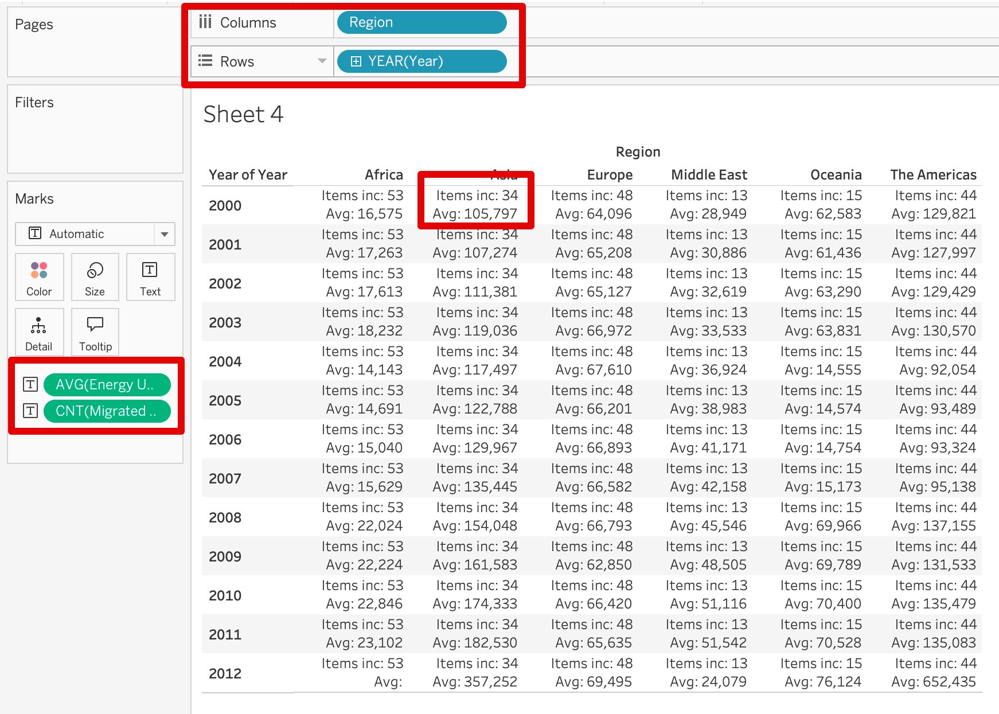 Pages
Columns Region
Rows YEAR(Year)
Filters
Marks
Automatic
Color Size Text
Detail Tooltip
AVG(Energy U..
CNT(Migrated ..
Sheet 4
Region
Year of Year Africa Asia Europe Middle East Oceania The Americas
2000
Items inc: 53 Items inc: 34 Items inc: 48 Items inc: 13 Items inc: 15 Items inc: 44
Avg: 16,575 Avg: 105,797 Avg: 64,096 Avg: 28,949 Avg: 62,583 Avg: 129,821
2001
Items inc: 53 Items inc: 34 Items inc: 48 Items inc: 13 Items inc: 15 Items inc: 44
Avg: 17,263 Avg: 107,274 Avg: 65,208 Avg: 30,886 Avg: 61,436 Avg: 127,997
2002
Items inc: 53 Items inc: 34 Items inc: 48 Items inc: 13 Items inc: 15 Items inc: 44
Avg: 17,613 Avg: 111,381 Avg: 65,127 Avg: 32,619 Avg: 63,290 Avg: 129,429
2003
Items inc: 53 Items inc: 34 Items inc: 48 Items inc: 13 Items inc: 15 Items inc: 44
Avg: 18,232 Avg: 119,036 Avg: 66,972 Avg: 33,533 Avg: 63,831 Avg: 130,570
2004
Items inc: 53 Items inc: 34 Items inc: 48 Items inc: 13 Items inc: 15 Items inc: 44
Avg: 14,143 Avg: 117,497 Avg: 67,610 Avg: 36,924 Avg: 14,555 Avg: 92,054
2005
Items inc: 53 Items inc: 34 Items inc: 48 Items inc: 13 Items inc: 15 Items inc: 44
Avg: 14,691 Avg: 122,788 Avg: 66,201 Avg: 38,983 Avg: 14,574 Avg: 93,489
2006
Items inc: 53 Items inc: 34 Items inc: 48 Items inc: 13 Items inc: 15 Items inc: 44
Avg: 15,040 Avg: 129,967 Avg: 66,893 Avg: 41,171 Avg: 14,754 Avg: 93,324
2007
Items inc: 53 Items inc: 34 Items inc: 48 Items inc: 13 Items inc: 15 Items inc: 44
Avg: 15,629 Avg: 135,445 Avg: 66,582 Avg: 42,158 Avg: 15,173 Avg: 95,138
2008
Items inc: 53 Items inc: 34 Items inc: 48 Items inc: 13 Items inc: 15 Items inc: 44
Avg: 22,024 Avg: 154,048 Avg: 66,793 Avg: 45,546 Avg: 69,966 Avg: 137,155
2009
Items inc: 53 Items inc: 34 Items inc: 48 Items inc: 13 Items inc: 15 Items inc: 44
Avg: 22,224 Avg: 161,583 Avg: 62,850 Avg: 48,505 Avg: 69,789 Avg: 131,533
2010
Items inc: 53 Items inc: 34 Items inc: 48 Items inc: 13 Items inc: 15 Items inc: 44
Avg: 22,846 Avg: 174,333 Avg: 66,420 Avg: 51,116 Avg: 70,400 Avg: 135,479
2011
Items inc: 53 Items inc: 34 Items inc: 48 Items inc: 13 Items inc: 15 Items inc: 44
Avg: 23,102 Avg: 182,530 Avg: 65,635 Avg: 51,542 Avg: 70,528 Avg: 135,083
2012
Items inc: 53 Items inc: 34 Items inc: 48 Items inc: 13 Items inc: 15 Items inc: 44
Avg: Avg: 357,252 Avg: 69,495 Avg: 24,079 Avg: 76,124 Avg: 652,435